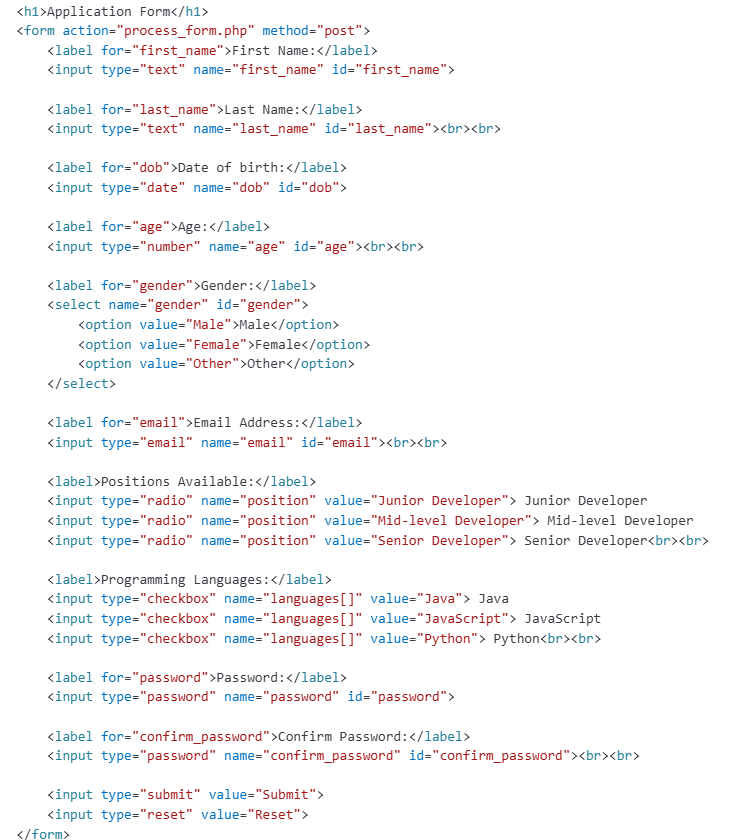 <h1>Application Form</h1>
<form action="process_form.php" method="post">
    <label for="first_name">First Name:</label>
    <input type="text" name="first_name" id="first_name">

    <label for="last_name">Last Name:</label>
    <input type="text" name="last_name" id="last_name"><br><br>

    <label for="dob">Date of birth:</label>
    <input type="date" name="dob" id="dob">

    <label for="age">Age:</label>
    <input type="number" name="age" id="age"><br><br>

    <label for="gender">Gender:</label>
    <select name="gender" id="gender">
        <option value="Male">Male</option>
        <option value="Female">Female</option>
        <option value="Other">Other</option>
    </select>

    <label for="email">Email Address:</label>
    <input type="email" name="email" id="email"><br><br>

    <label>Positions Available:</label>
    <input type="radio" name="position" value="Junior Developer"> Junior Developer
    <input type="radio" name="position" value="Mid-level Developer"> Mid-level Developer
    <input type="radio" name="position" value="Senior Developer"> Senior Developer<br><br>

    <label>Programming Languages:</label>
    <input type="checkbox" name="languages[]" value="Java"> Java
    <input type="checkbox" name="languages[]" value="JavaScript"> JavaScript
    <input type="checkbox" name="languages[]" value="Python"> Python<br><br>

    <label for="password">Password:</label>
    <input type="password" name="password" id="password">

    <label for="confirm_password">Confirm Password:</label>
    <input type="password" name="confirm_password" id="confirm_password"><br><br>

    <input type="submit" value="Submit">
    <input type="reset" value="Reset">
</form>